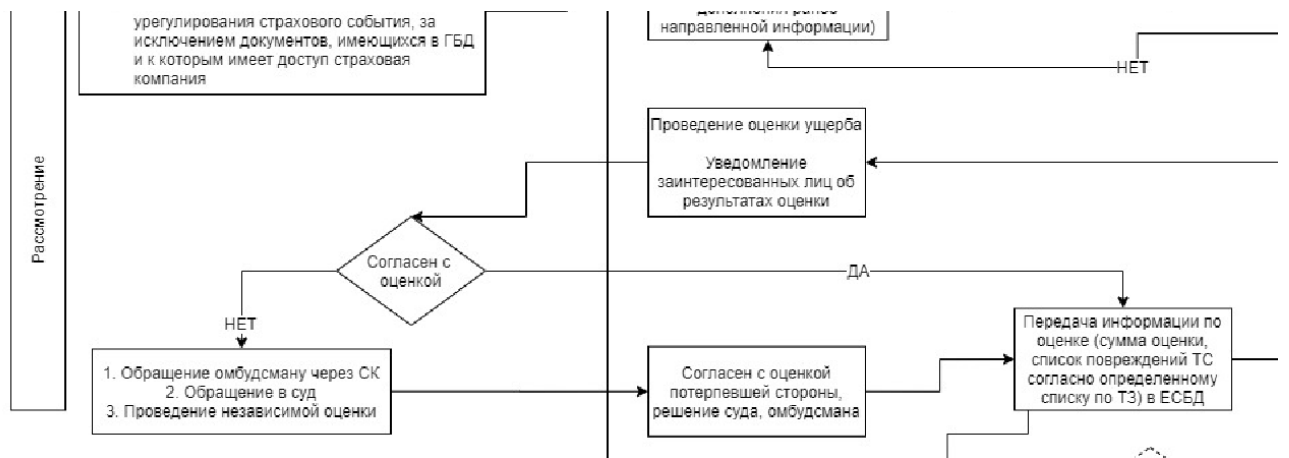 урегулирования страхового события, за
исключением документов, имеющихся в ГБД
и к которым имеет доступ страховая
компания
направленной информации)
НЕТ
Рассмотрение
Проведение оценки ущерба
Уведомление
заинтересованных лиц об
результатах оценки
Согласен с
оценкой
ДА
НЕТ
Передача информации по
оценке (сумма оценки,
список повреждений ТС
согласно определенному
списку по ТЗ) в ЕСБД
1. Обращение омбудсману через СК
2. Обращение в суд
3. Проведение независимой оценки
Согласен с оценкой
потерпевшей стороны,
решение суда, омбудсмана